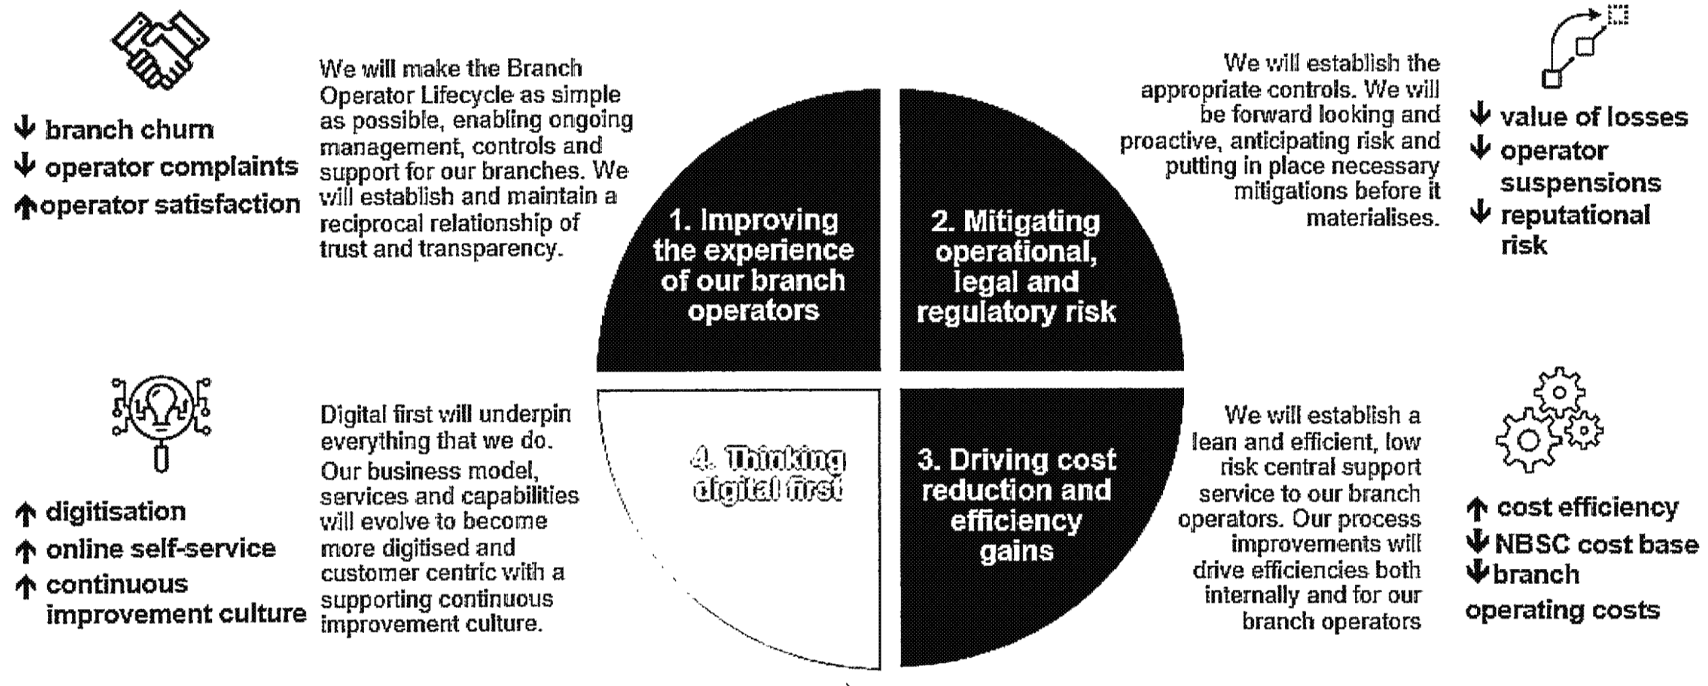 ↓ branch churn
↓ operator complaints
↑ operator satisfaction
We will make the Branch
Operator Lifecycle as simple
as possible, enabling ongoing
management, controls and
support for our branches. We
will establish and maintain a
reciprocal relationship of
trust and transparency.
1. Improving
the experience
of our branch
operators
2. Mitigating
operational,
legal and
regulatory risk
We will establish the
appropriate controls. We will
be forward looking and
proactive, anticipating risk and
putting in place necessary
mitigations before it
materialises.
↓ value of losses
↓ operator
suspensions
↓ reputational
risk
↑ digitisation
↑ online self-service
↑ continuous
improvement culture
Digital first will underpin
everything that we do.
Our business model,
services and capabilities
will evolve to become
more digitised and
customer centric with a
supporting continuous
improvement culture.
4. Thinking
digital first
3. Driving cost
reduction and
efficiency
gains
We will establish a
lean and efficient, low
risk central support
service to our branch
operators. Our process
improvements will
drive efficiencies both
internally and for our
branch operators
↑ cost efficiency
↓ NBSC cost base
↓ branch
operating costs